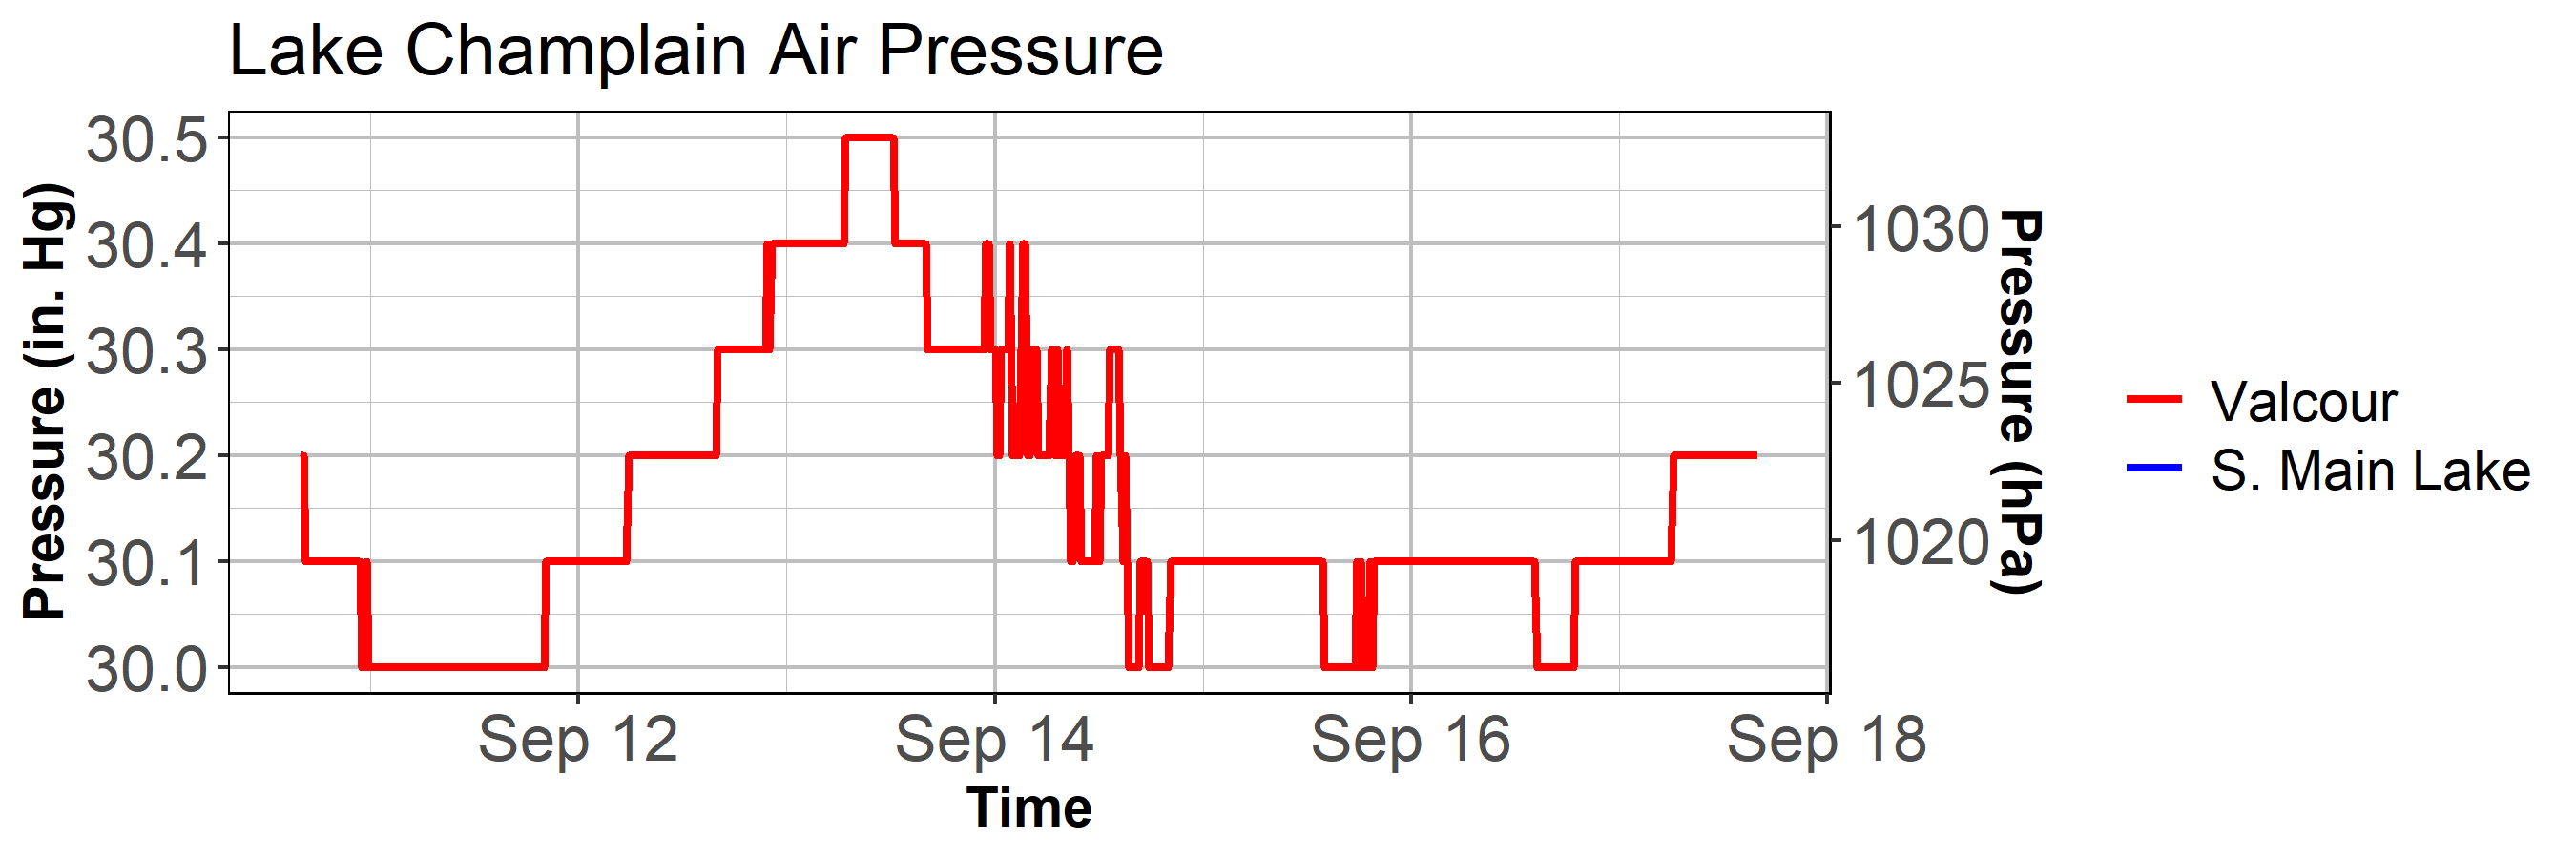 Lake Champlain Air Pressure
Pressure (in. Hg)
30.5
30.4
30.3
30.2
30.1
30.0
Sep 12
Sep 14
Sep 16
Sep 18
Time
1030
1025
1020
Pressure (hPa)
Valcour
S. Main Lake